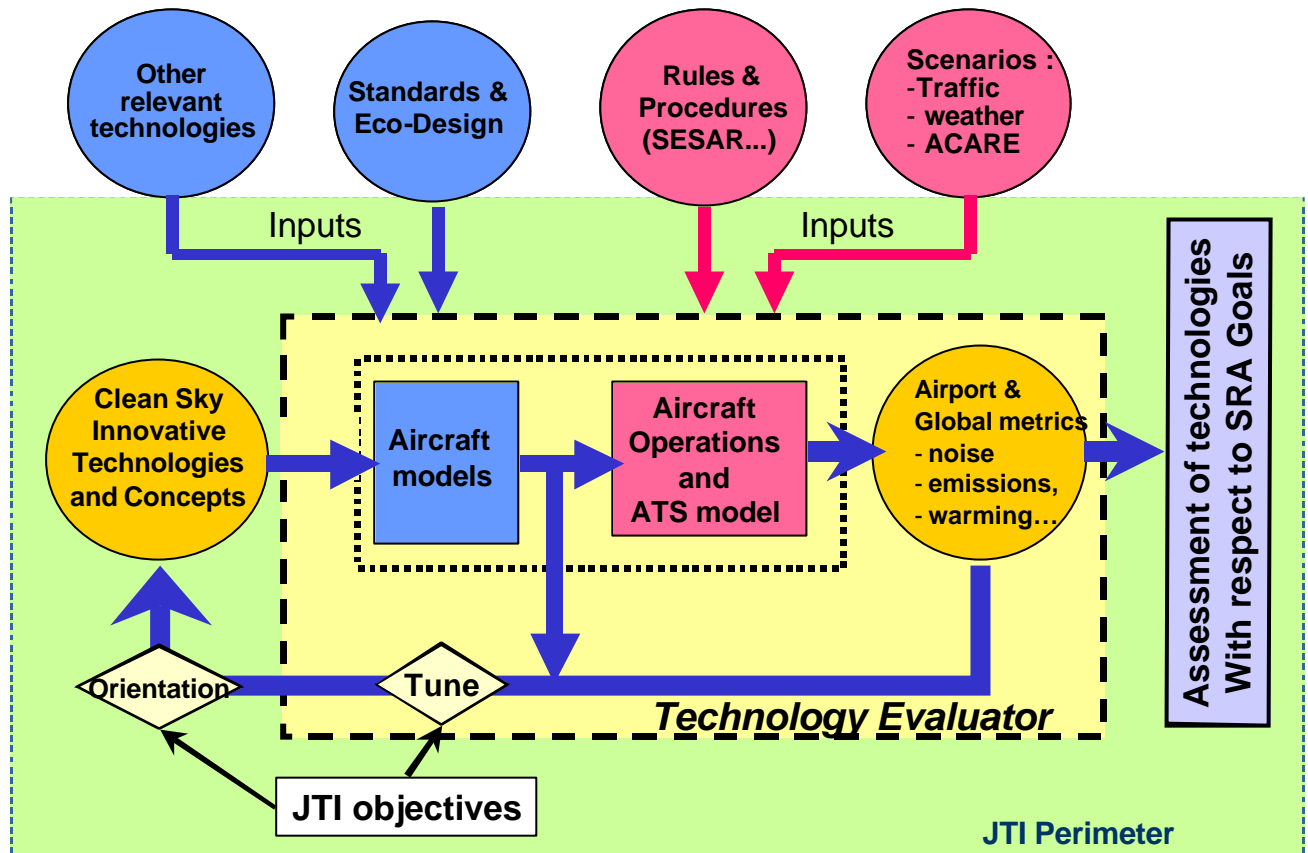 Other
relevant
technologies
Standards &
Eco-Design
Rules &
Procedures
(SESAR...)
Scenarios :
-Traffic
- weather
- ACARE
Inputs
Inputs
Clean Sky
Innovative
Technologies
and Concepts
Aircraft
models
Aircraft
Operations
and
ATS model
Airport &
Global metrics
- noise
- emissions,
- warming…
Assessment of technologies
With respect to SRA Goals
Orientation
Tune
Technology Evaluator
JTI objectives
JTI Perimeter